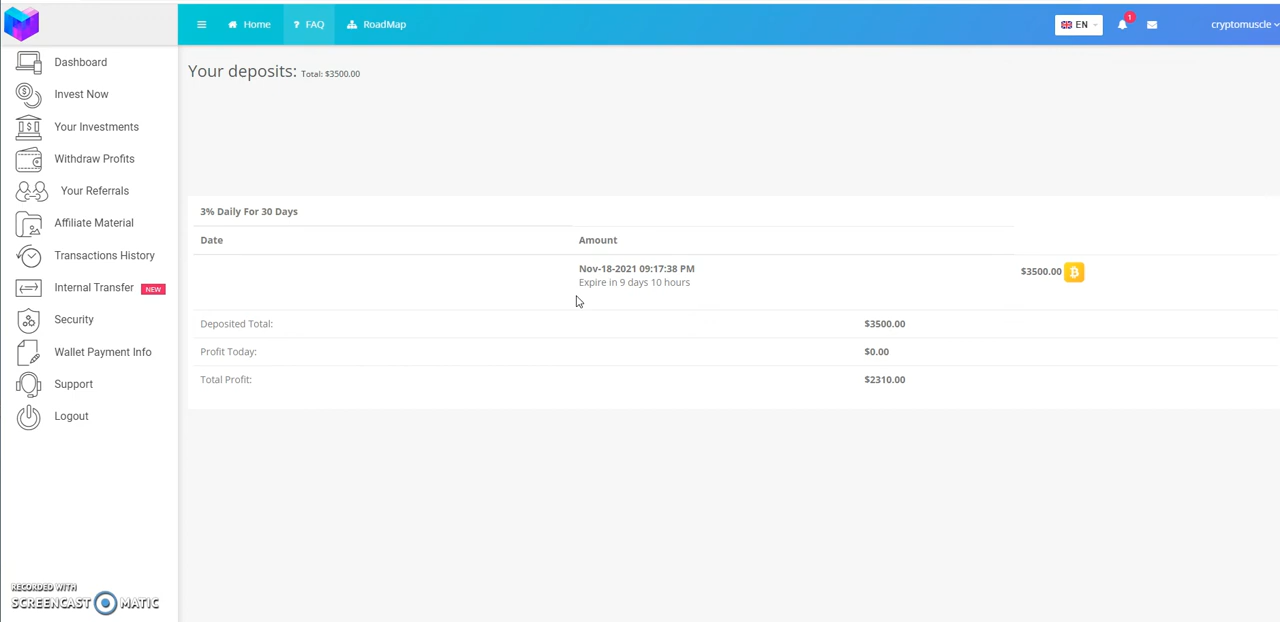 Home
FAQ
RoadMap
EN
1
cryptomuscle
Dashboard
Invest Now
Your Investments
Withdraw Profits
Your Referrals
Affiliate Material
Transactions History
Internal Transfer NEW
Security
Wallet Payment Info
Support
Logout
Your deposits: Total: $3500.00
3% Daily For 30 Days
Date Amount
Nov-18-2021 09:17:38 PM $3500.00
Expire in 9 days 10 hours
Deposited Total: $3500.00
Profit Today: $0.00
Total Profit: $2310.00
RECORDED WITH
SCREENCAST MATIC